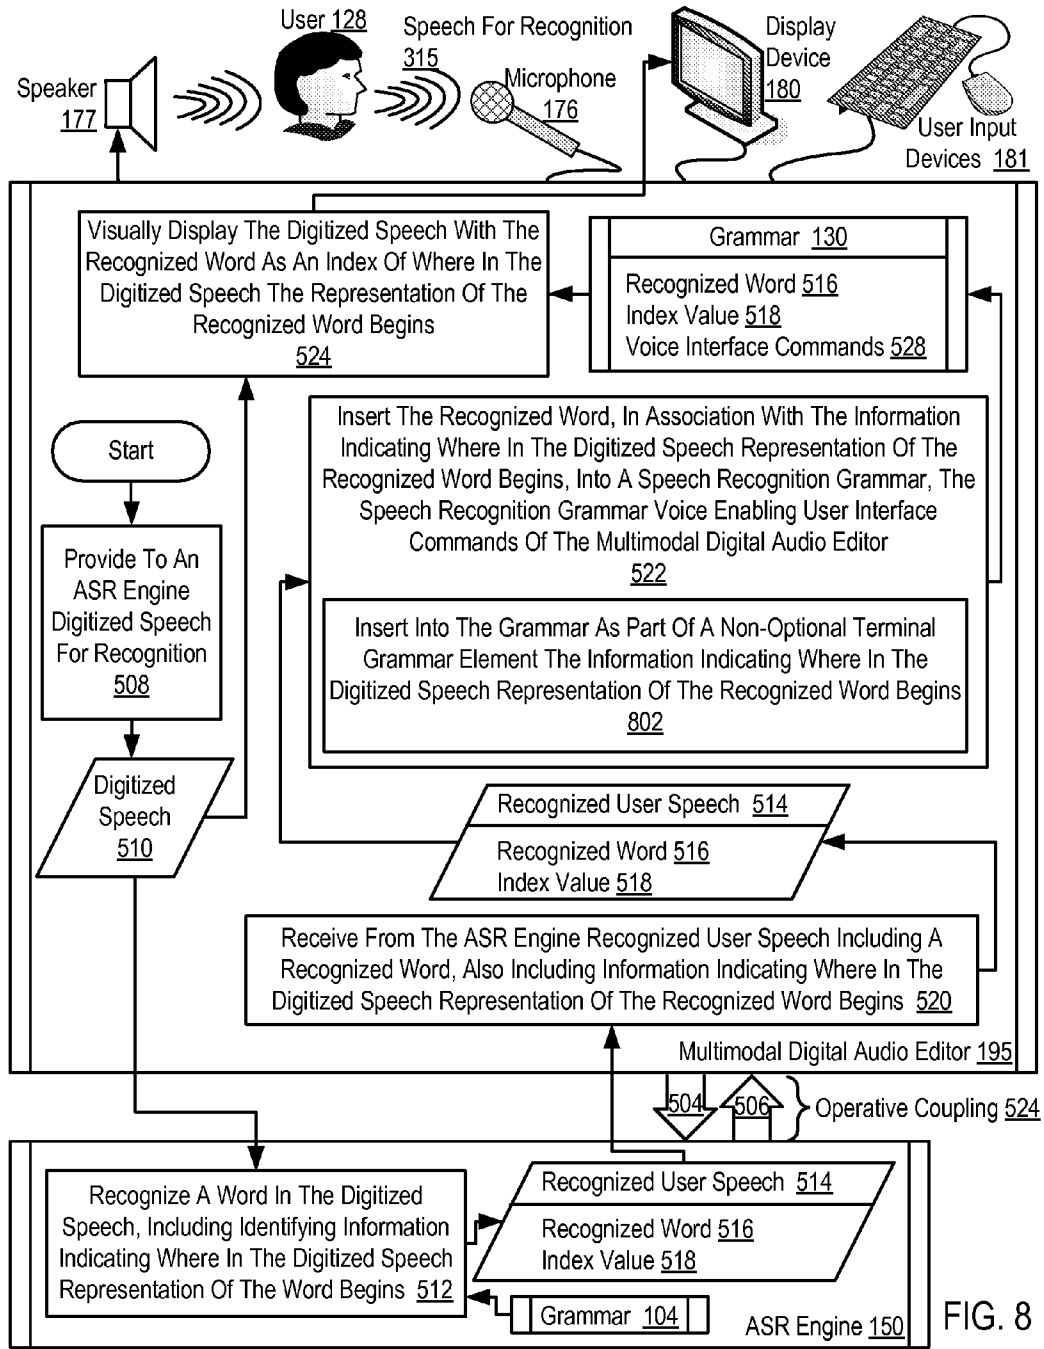 User 128
Speech For Recognition
315
Speaker
177
Microphone
176
Display
Device
180
User Input
Devices 181
Visually Display The Digitized Speech With The
Recognized Word As An Index Of Where In The
Digitized Speech The Representation Of The
Recognized Word Begins
524
Grammar 130
Recognized Word 516
Index Value 518
Voice Interface Commands 528
Start
Provide To An
ASR Engine
Digitized Speech
For Recognition
508
Insert The Recognized Word, In Association With The Information
Indicating Where In The Digitized Speech Representation Of The
Recognized Word Begins, Into A Speech Recognition Grammar, The
Speech Recognition Grammar Voice Enabling User Interface
Commands Of The Multimodal Digital Audio Editor
522
Insert Into The Grammar As Part Of A Non-Optional Terminal
Grammar Element The Information Indicating Where In The
Digitized Speech Representation Of The Recognized Word Begins
802
Digitized
Speech
510
Recognized User Speech 514
Recognized Word 516
Index Value 518
Receive From The ASR Engine Recognized User Speech Including A
Recognized Word, Also Including Information Indicating Where In The
Digitized Speech Representation Of The Recognized Word Begins 520
Multimodal Digital Audio Editor 195
504
506
Operative Coupling 524
Recognize A Word In The Digitized
Speech, Including Identifying Information
Indicating Where In The Digitized Speech
Representation Of The Word Begins 512
Recognized User Speech 514
Recognized Word 516
Index Value 518
Grammar 104
ASR Engine 150
FIG. 8